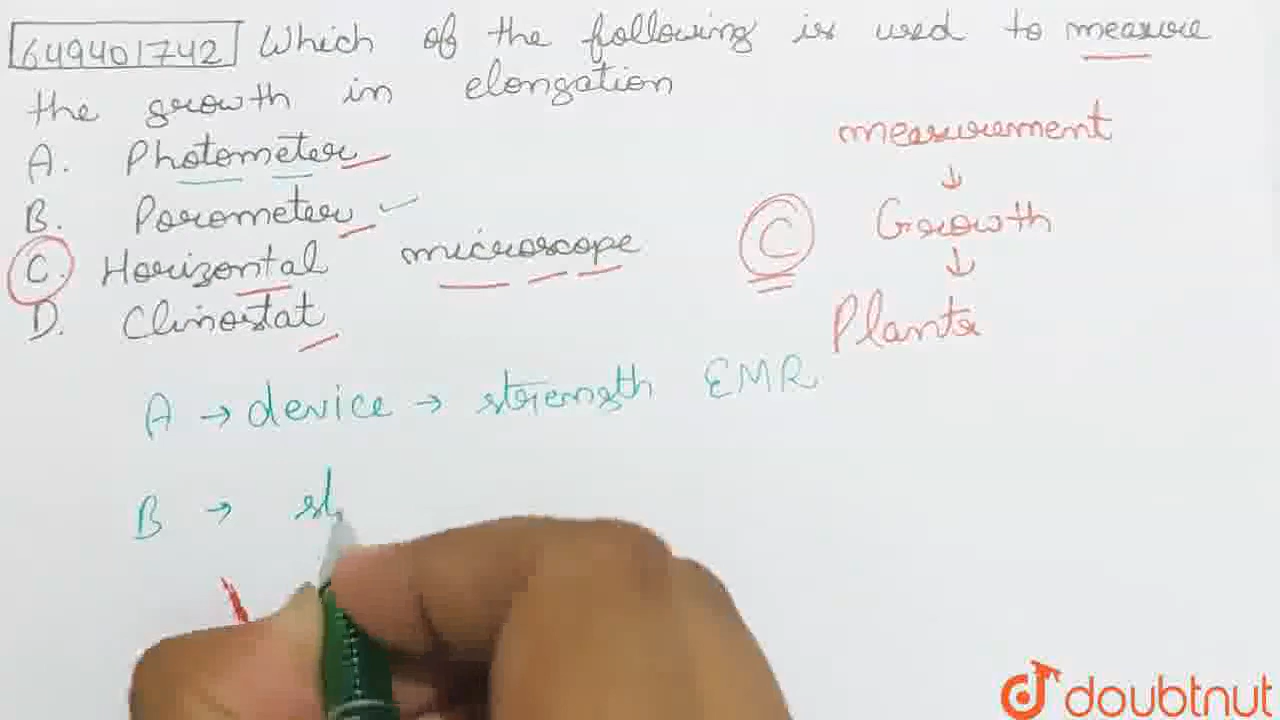 649401742 Which of the following is used to measure
the growth in elongation
A. Photometer
B. Porometer
C. Horizontal microscope
D. Clinostat
C
measurement
↓
Growth
↓
Plants
A → device → strength EMR
B → st
doubtnut